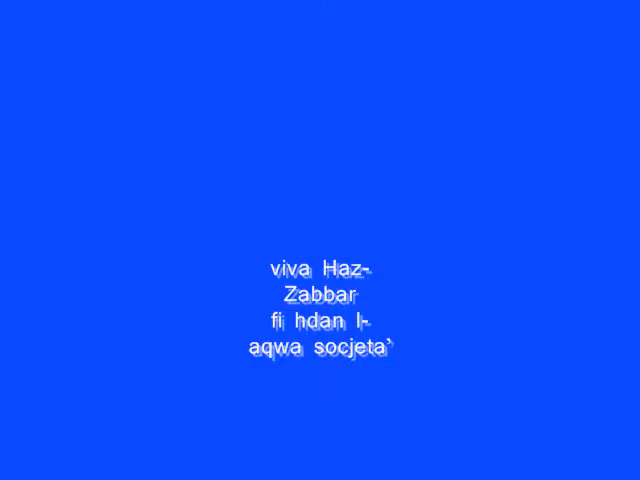 viva Haz-
Zabbar
fi hdan l-
aqwa socjeta’